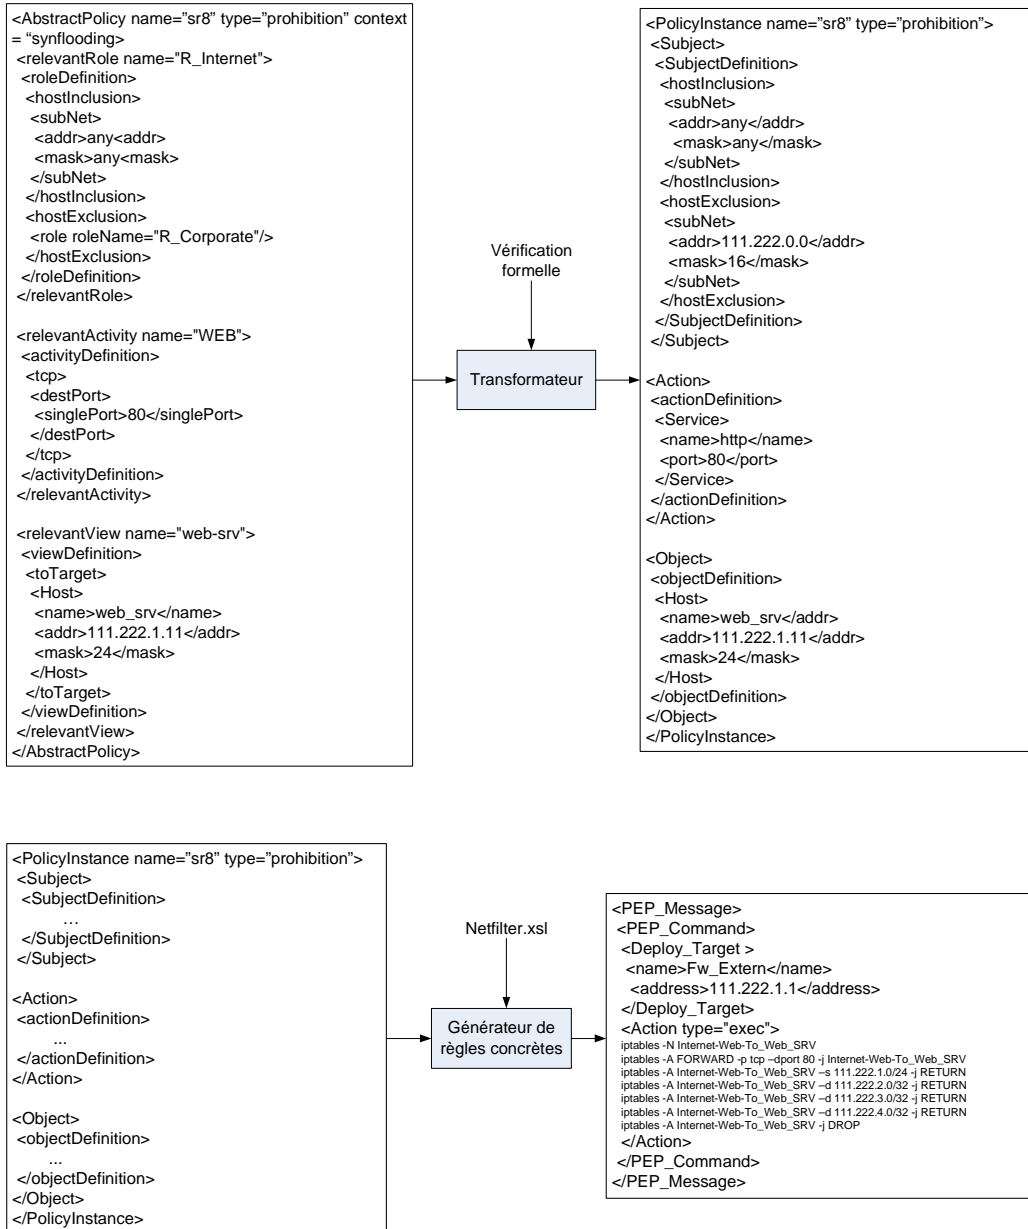 <AbstractPolicy name="sr8" type="prohibition" context
= “synflooding>
<relevantRole name="R_Internet">
<roleDefinition>
<hostInclusion>
<subNet>
<addr>any<addr>
<mask>any<mask>
</subNet>
</hostInclusion>
<hostExclusion>
<role roleName="R_Corporate"/>
</hostExclusion>
</roleDefinition>
</relevantRole>
<relevantActivity name="WEB">
<activityDefinition>
<tcp>
<destPort>
<singlePort>80</singlePort>
</destPort>
</tcp>
</activityDefinition>
</relevantActivity>
<relevantView name="web-srv">
<viewDefinition>
<toTarget>
<Host>
<name>web_srv</name>
<addr>111.222.1.11</addr>
<mask>24</mask>
</Host>
</toTarget>
</viewDefinition>
</relevantView>
</AbstractPolicy>
Vérification
formelle
Transformateur
<PolicyInstance name=”sr8” type=”prohibition”>
<Subject>
<SubjectDefinition>
<hostInclusion>
<subNet>
<addr>any</addr>
<mask>any</mask>
</subNet>
</hostInclusion>
<hostExclusion>
<subNet>
<addr>111.222.0.0</addr>
<mask>16</mask>
</subNet>
</hostExclusion>
</SubjectDefinition>
</Subject>
<Action>
<actionDefinition>
<Service>
<name>http</name>
<port>80</port>
</Service>
</actionDefinition>
</Action>
<Object>
<objectDefinition>
<Host>
<name>web_srv</addr>
<addr>111.222.1.11</addr>
<mask>24</mask>
</Host>
</objectDefinition>
</Object>
</PolicyInstance>
<PolicyInstance name=”sr8” type=”prohibition”>
<Subject>
<SubjectDefinition>
…
</SubjectDefinition>
</Subject>
<Action>
<actionDefinition>
...
</actionDefinition>
</Action>
<Object>
<objectDefinition>
...
</objectDefinition>
</Object>
</PolicyInstance>
Netfilter.xsl
Générateur de
règles concrètes
<PEP_Message>
<PEP_Command>
<Deploy_Target >
<name>Fw_Extern</name>
<address>111.222.1.1</address>
</Deploy_Target>
<Action type="exec">
iptables -N Internet-Web-To_Web_SRV
iptables -A FORWARD -p tcp –dport 80 -j Internet-Web-To_Web_SRV
iptables -A Internet-Web-To_Web_SRV –s 111.222.1.0/24 -j RETURN
iptables -A Internet-Web-To_Web_SRV –d 111.222.2.0/32 -j RETURN
iptables -A Internet-Web-To_Web_SRV –d 111.222.3.0/32 -j RETURN
iptables -A Internet-Web-To_Web_SRV –d 111.222.4.0/32 -j RETURN
iptables -A Internet-Web-To_Web_SRV -j DROP
</Action>
</PEP_Command>
</PEP_Message>